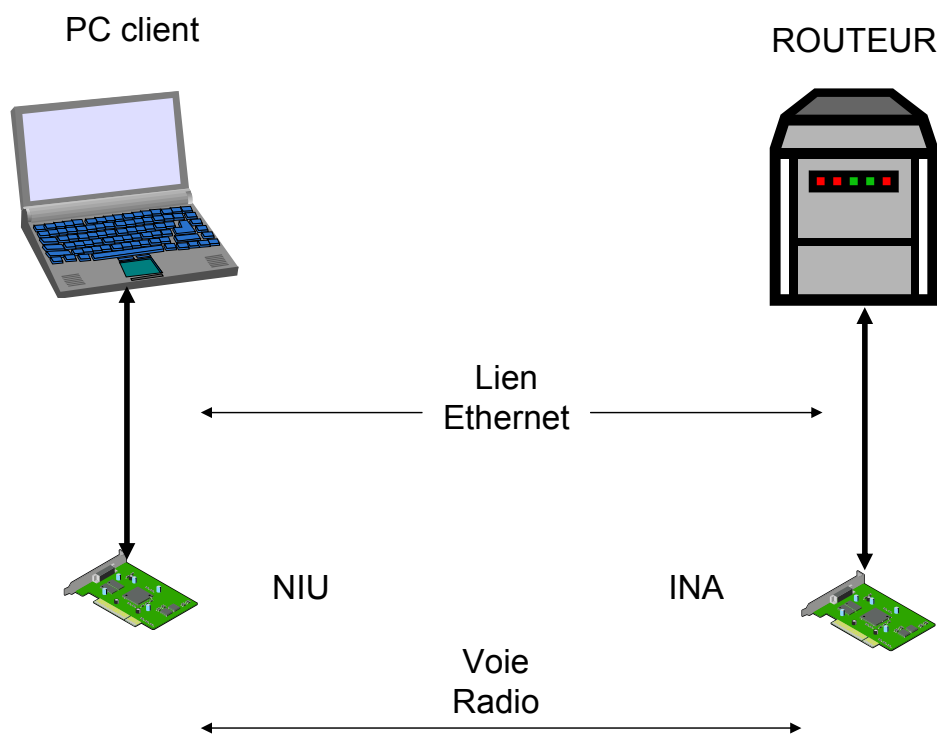 PC client
ROUTEUR
Lien
Ethernet
NIU
INA
Voie
Radio